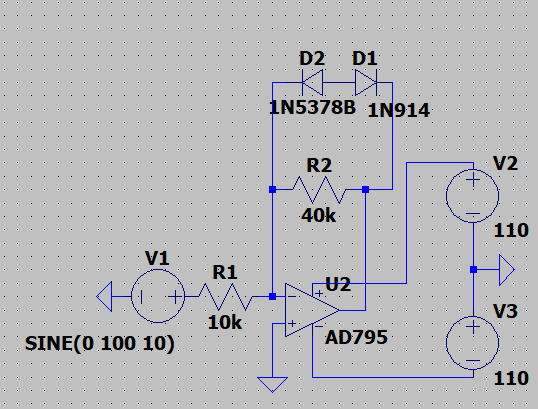 D2 D1
1N5378B 1N914
R2
40k
V2
110
V1
R1
10k
SINE(0 100 10)
U2
AD795
V3
110